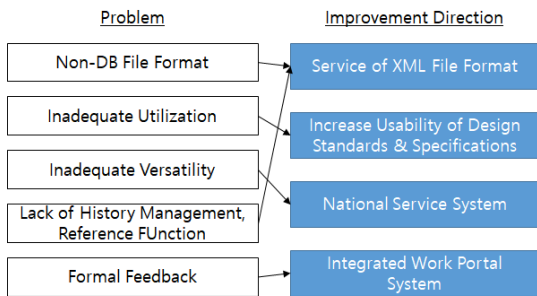 Problem
Improvement Direction
Non-DB File Format
Service of XML File Format
Inadequate Utilization
Increase Usability of Design
Standards & Specifications
Inadequate Versatility
National Service System
Lack of History Management,
Reference FUnction
Formal Feedback
Integrated Work Portal
System